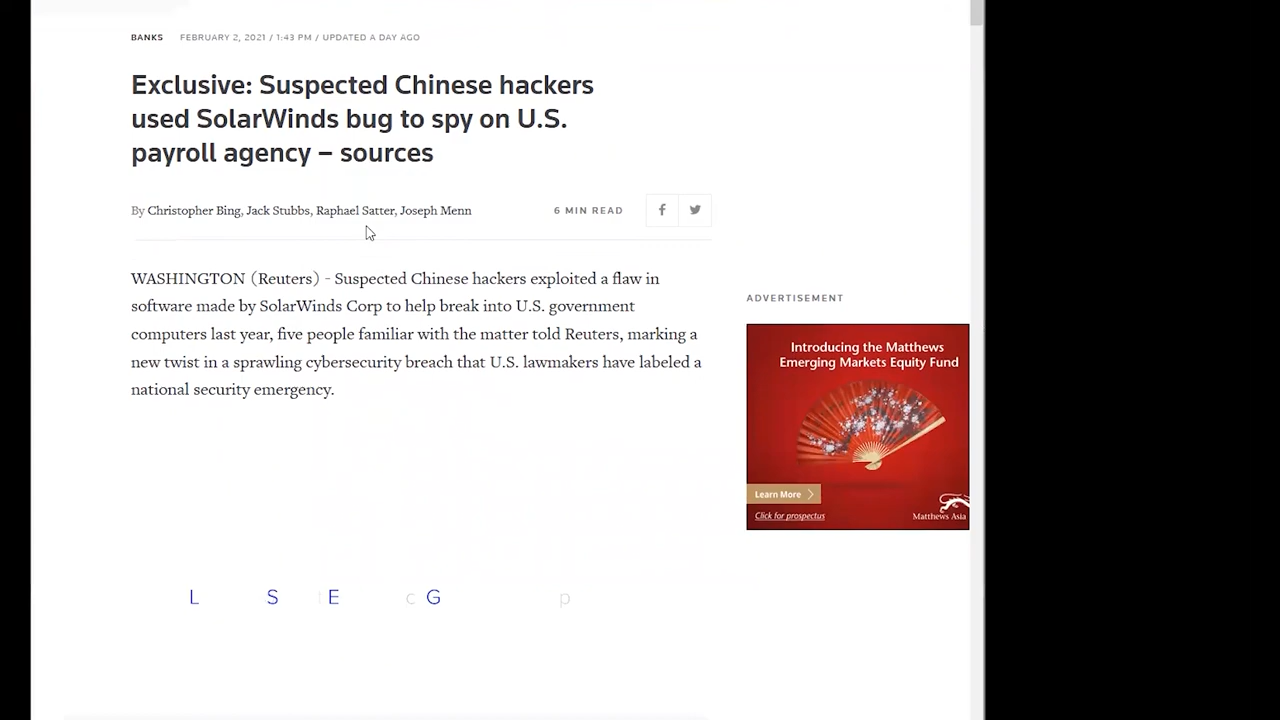 BANKS FEBRUARY 2, 2021 / 1:43 PM / UPDATED A DAY AGO
Exclusive: Suspected Chinese hackers
used SolarWinds bug to spy on U.S.
payroll agency – sources
By Christopher Bing, Jack Stubbs, Raphael Satter, Joseph Menn
6 MIN READ
WASHINGTON (Reuters) - Suspected Chinese hackers exploited a flaw in
software made by SolarWinds Corp to help break into U.S. government
computers last year, five people familiar with the matter told Reuters, marking a
new twist in a sprawling cybersecurity breach that U.S. lawmakers have labeled a
national security emergency.
ADVERTISEMENT
Introducing the Matthews
Emerging Markets Equity Fund
Learn More
Click for prospectus
Matthews Asia
L S E c G p